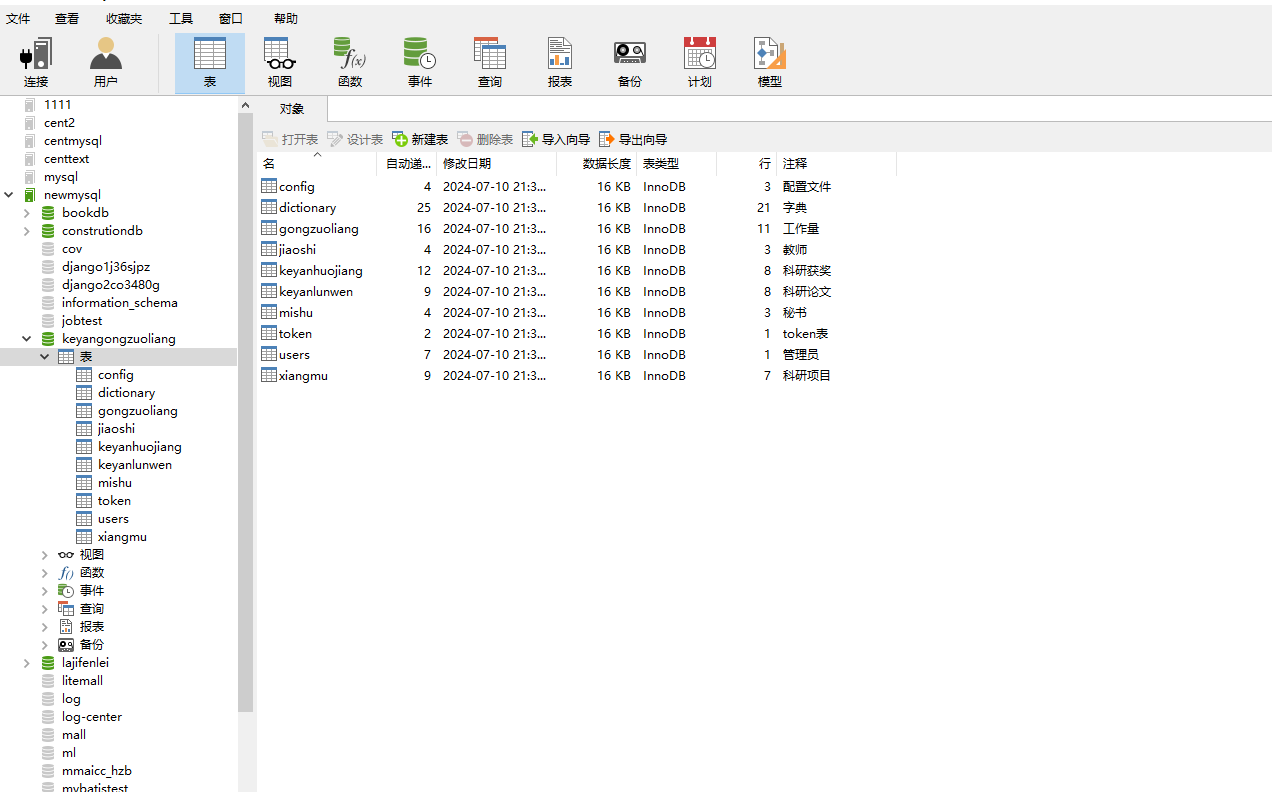 文件 查看 收藏夹 工具 窗口 帮助
连接 用户 表 视图 函数 事件 查询 报表 备份 计划 模型
1111
cent2
centmysql
centtext
mysql
newmysql
bookdb
construtiondb
cov
django1j36sjpz
django2co3480g
information_schema
jobtest
keyangongzuoliang
表
config
dictionary
gongzuoliang
jiaoshi
keyanhuojiang
keyanlunwen
mishu
token
users
xiangmu
视图
函数
事件
查询
报表
备份
lajifenlei
litemall
log
log-center
mall
ml
mmaicc_hzb
mybatistest
对象
打开表 设计表 新建表 删除表 导入向导 导出向导
名 自动递... 修改日期 数据长度 表类型 行 注释
config 4 2024-07-10 21:3... 16 KB InnoDB 3 配置文件
dictionary 25 2024-07-10 21:3... 16 KB InnoDB 21 字典
gongzuoliang 16 2024-07-10 21:3... 16 KB InnoDB 11 工作量
jiaoshi 4 2024-07-10 21:3... 16 KB InnoDB 3 教师
keyanhuojiang 12 2024-07-10 21:3... 16 KB InnoDB 8 科研获奖
keyanlunwen 9 2024-07-10 21:3... 16 KB InnoDB 8 科研论文
mishu 4 2024-07-10 21:3... 16 KB InnoDB 3 秘书
token 2 2024-07-10 21:3... 16 KB InnoDB 1 token表
users 7 2024-07-10 21:3... 16 KB InnoDB 1 管理员
xiangmu 9 2024-07-10 21:3... 16 KB InnoDB 7 科研项目